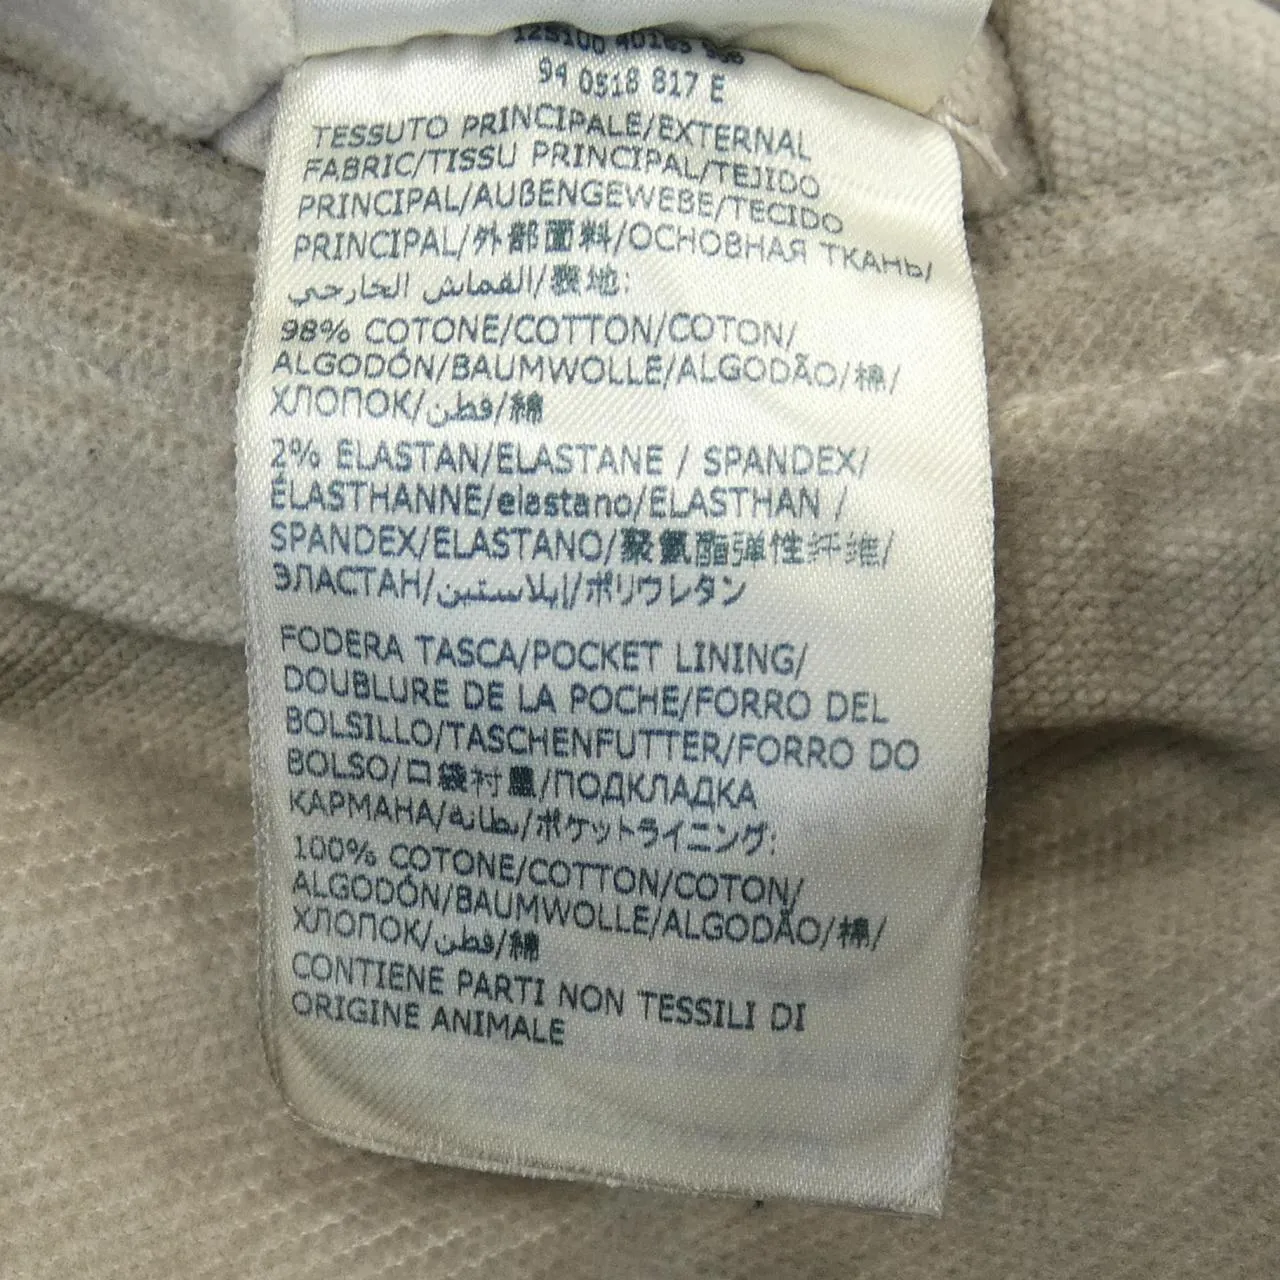 94 0518 817 E
TESSUTO PRINCIPALE/EXTERNAL
FABRIC/TISSU PRINCIPAL/TEJIDO
PRINCIPAL/AUßENGEWEBE/TECIDO
PRINCIPAL/外部面料/ОСНОВНАЯ ТКАНЬ/
القماش الخارجي/表地:
98% COTONE/COTTON/COTON/
ALGODÓN/BAUMWOLLE/ALGODÃO/棉/
ХЛОПОК/قطن/綿
2% ELASTAN/ELASTANE / SPANDEX/
ÉLASTHANNE/elastano/ELASTHAN /
SPANDEX/ELASTANO/聚氨酯弹性纤维/
ЭЛАСТАН/إيلاستين/ポリウレタン
FODERA TASCA/POCKET LINING/
DOUBLURE DE LA POCHE/FORRO DEL
BOLSILLO/TASCHENFUTTER/FORRO DO
BOLSO/口袋衬里/ПОДКЛАДКА
КАРМАНА/بطانة/ポケットライニング:
100% COTONE/COTTON/COTON/
ALGODÓN/BAUMWOLLE/ALGODÃO/棉/
ХЛОПОК/قطن/綿
CONTIENE PARTI NON TESSILI DI
ORIGINE ANIMALE